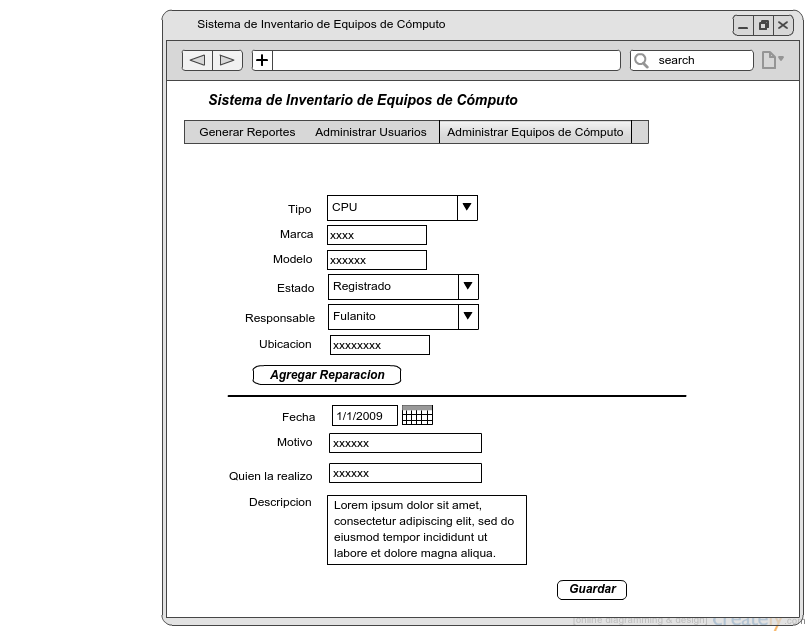 Sistema de Inventario de Equipos de Cómputo
search
Sistema de Inventario de Equipos de Cómputo
Generar Reportes Administrar Usuarios Administrar Equipos de Cómputo
Tipo CPU
Marca xxxx
Modelo xxxxxx
Estado Registrado
Responsable Fulanito
Ubicacion xxxxxxxx
Agregar Reparacion
Fecha 1/1/2009
Motivo xxxxxx
Quien la realizo xxxxxx
Descripcion Lorem ipsum dolor sit amet,
consectetur adipiscing elit, sed do
eiusmod tempor incididunt ut
labore et dolore magna aliqua.
Guardar
[online diagramming & design] creately.com